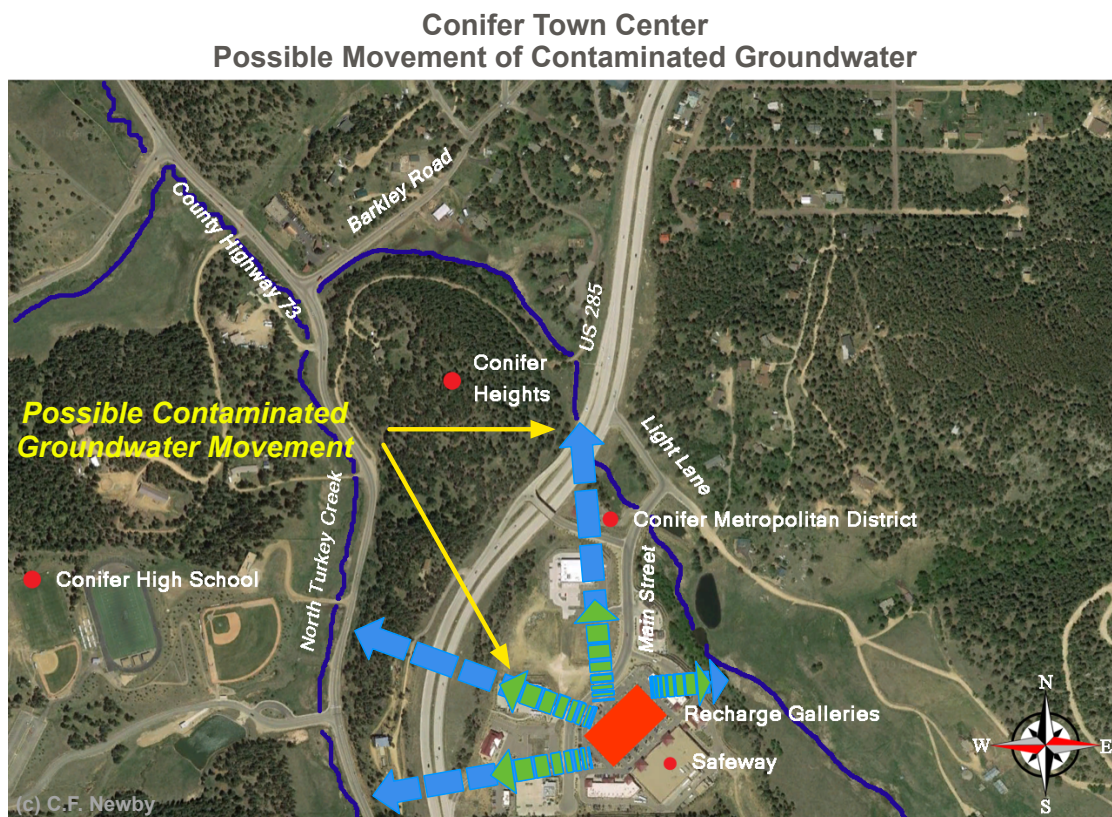 Conifer Town Center
Possible Movement of Contaminated Groundwater
Barkley Road
County Highway 73
US 285
Conifer
Heights
Possible Contaminated
Groundwater Movement
Light Lane
North Turkey Creek
Conifer Metropolitan District
Conifer High School
Main Street
Recharge Galleries
Safeway
N
W
E
S
(c) C.F. Newby